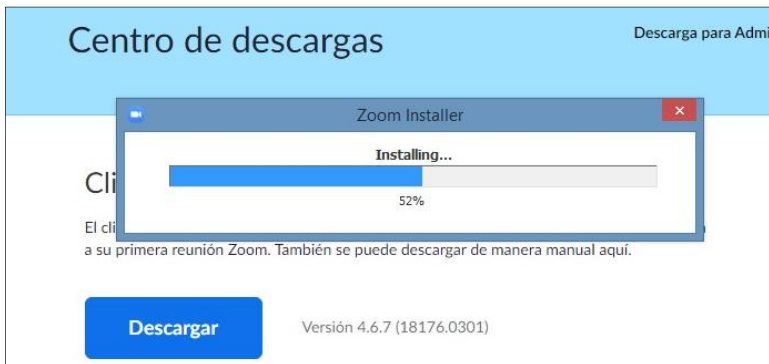 Centro de descargas
Descarga para Admi
Zoom Installer
Installing...
52%
Cli
El cli
a su primera reunión Zoom. También se puede descargar de manera manual aquí.
Descargar
Versión 4.6.7 (18176.0301)